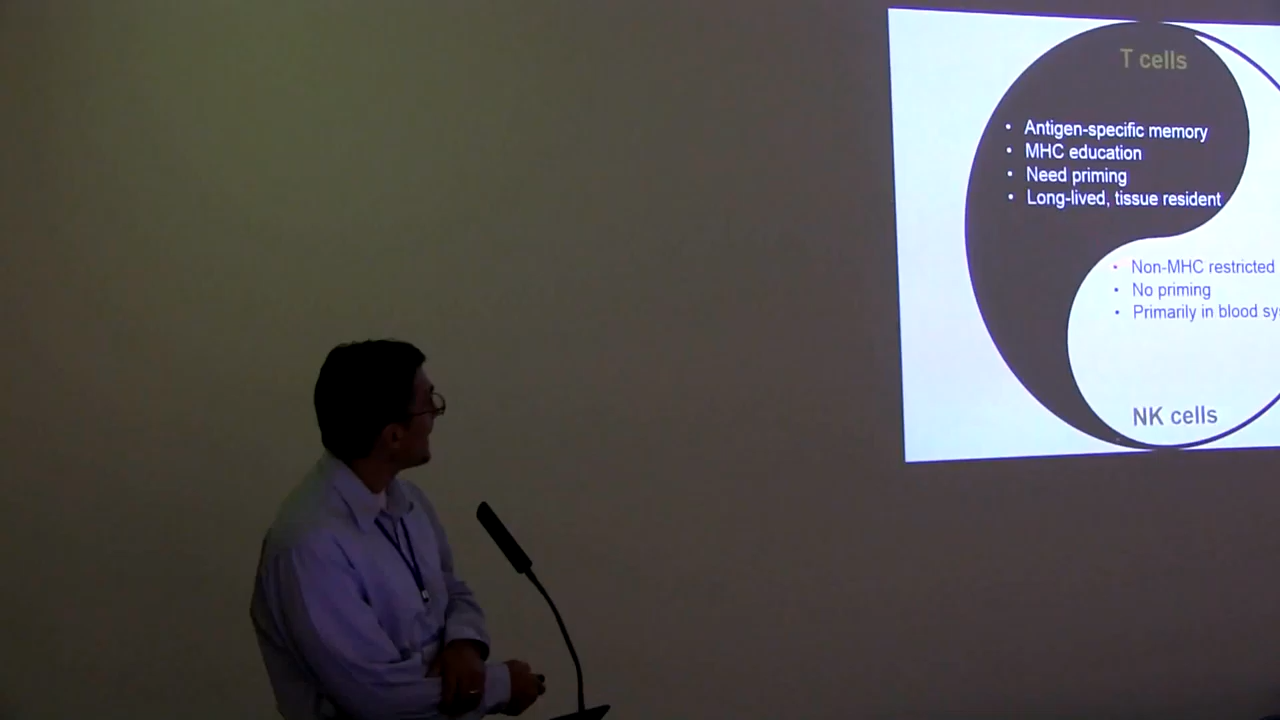 T cells
• Antigen-specific memory
• MHC education
• Need priming
• Long-lived, tissue resident
• Non-MHC restricted
• No priming
• Primarily in blood
NK cells